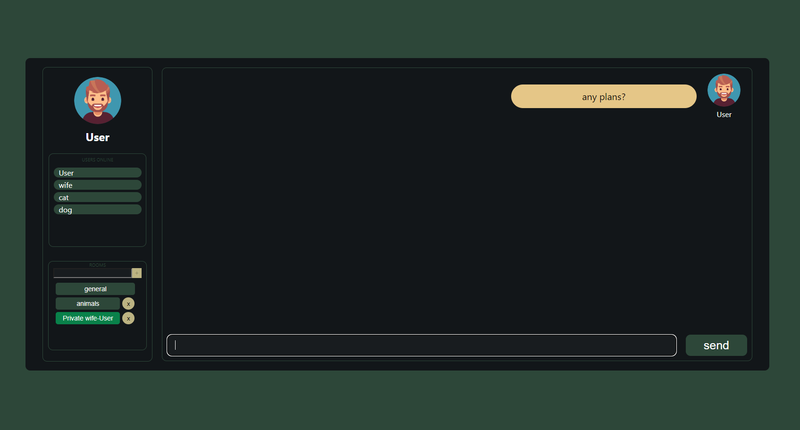 User
USERS ONLINE
User
wife
cat
dog
ROOMS
general
animals x
Private wife-User x
any plans?
User
send